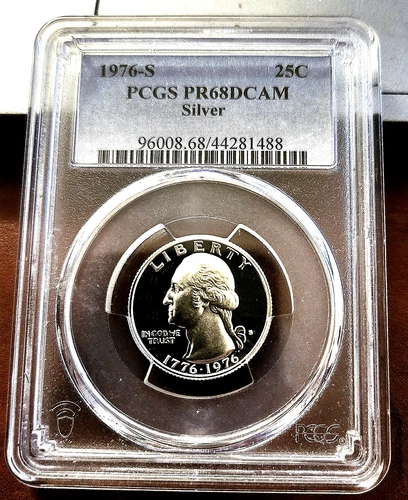 1976-S 25C
PCGS PR68DCAM
Silver
96008.68/44281488
LIBERTY
IN GOD WE
TRUST
S
1776·1976
PCGS